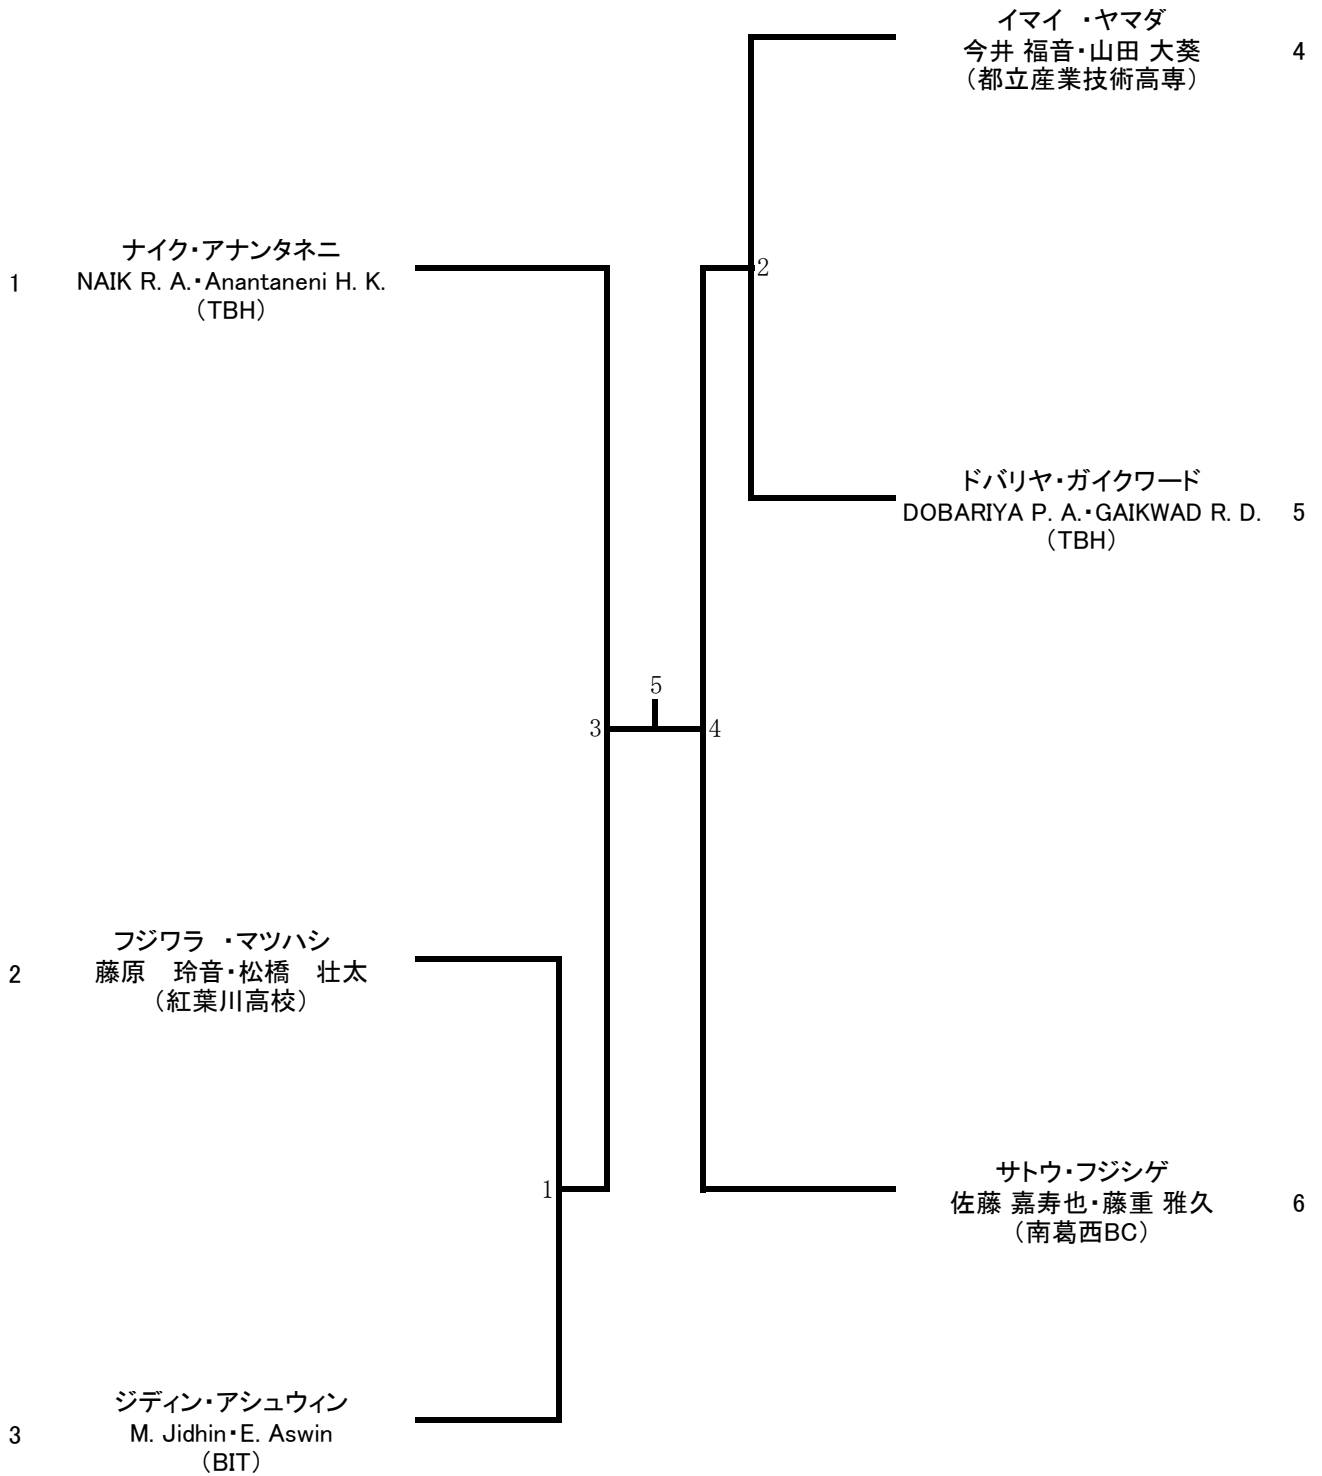 イマイ　・ヤマダ
今井 福音・山田 大葵
4
（都立産業技術高専）
ナイク・アナンタネニ
1
NAIK R. A.・Anantaneni H. K.
（TBH）
2
ドバリヤ・ガイクワード
DOBARIYA P. A.・GAIKWAD R. D.
5
（TBH）
5
3
4
フジワラ　・マツハシ
2
藤原　玲音・松橋　壮太
（紅葉川高校）
1
サトウ・フジシゲ
佐藤 嘉寿也・藤重 雅久
6
（南葛西BC）
ジディン・アシュウィン
3
M. Jidhin・E. Aswin
（BIT）